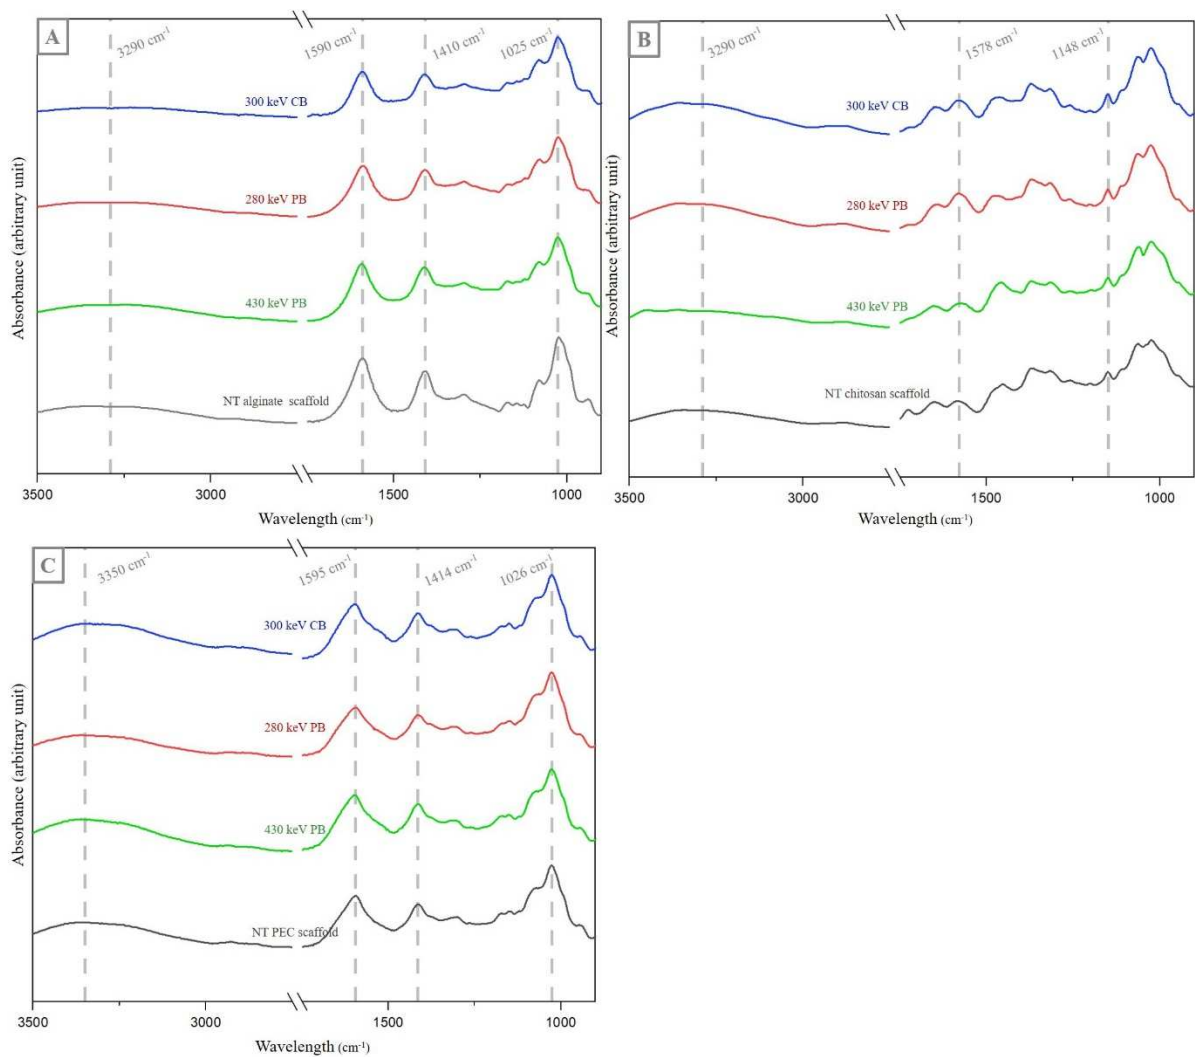 A
3290 cm⁻¹
1590 cm⁻¹
1410 cm⁻¹
1025 cm⁻¹
300 keV CB
280 keV PB
430 keV PB
NT alginate scaffold
Absorbance (arbitrary unit)
3500
3000
1500
1000
Wavelength (cm⁻¹)
B
3290 cm⁻¹
1578 cm⁻¹
1148 cm⁻¹
300 keV CB
280 keV PB
430 keV PB
NT chitosan scaffold
Absorbance (arbitrary unit)
3500
3000
1500
1000
Wavelength (cm⁻¹)
C
3350 cm⁻¹
1595 cm⁻¹
1414 cm⁻¹
1026 cm⁻¹
300 keV CB
280 keV PB
430 keV PB
NT PEC scaffold
Absorbance (arbitrary unit)
3500
3000
1500
1000
Wavelength (cm⁻¹)